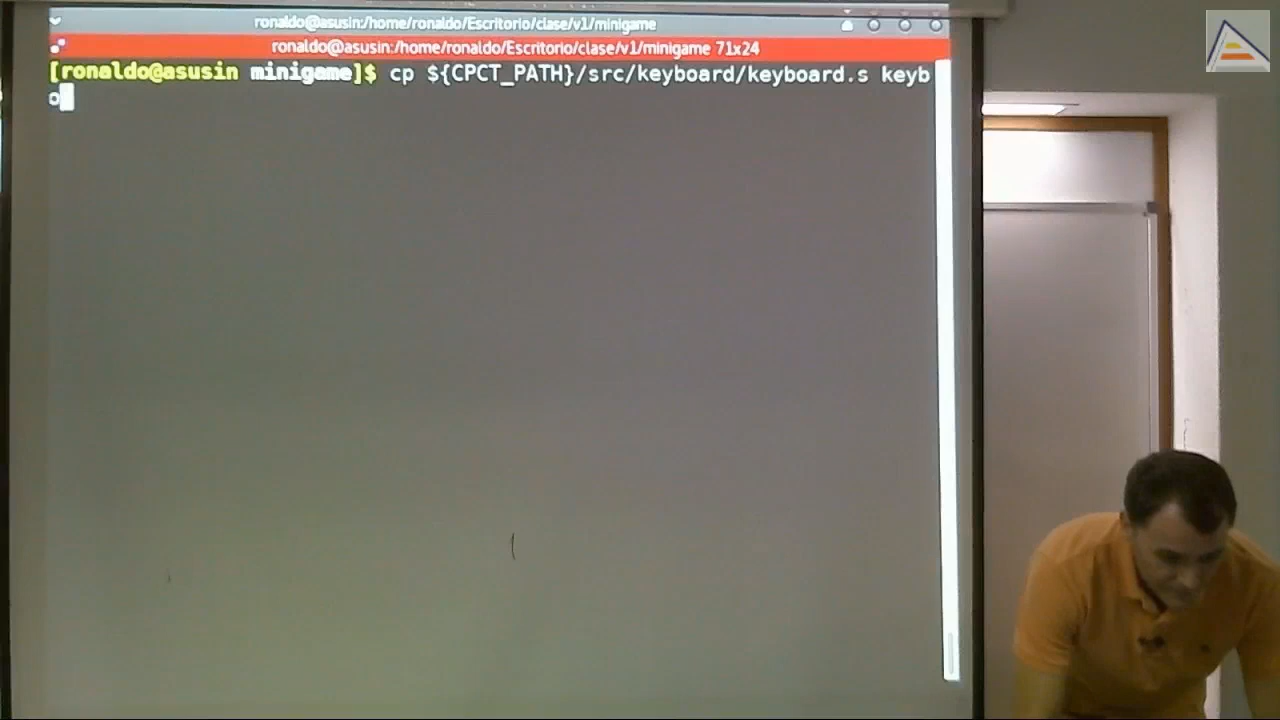 ronaldo@asusin:/home/ronaldo/Escritorio/clase/v1/minigame
ronaldo@asusin:/home/ronaldo/Escritorio/clase/v1/minigame 71x24
[ronaldo@asusin minigame]$ cp ${CPCT_PATH}/src/keyboard/keyboard.s keyb
o